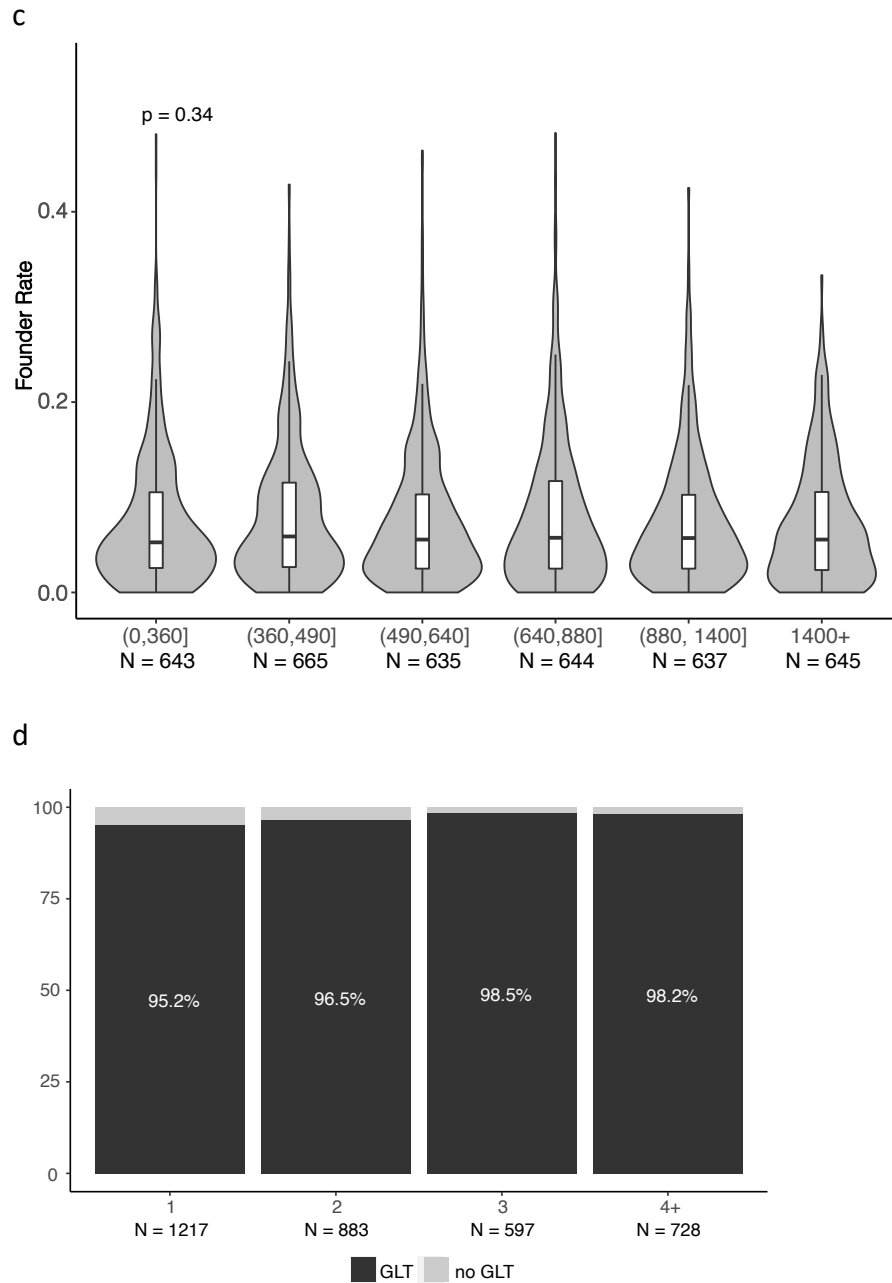 c
p = 0.34
Founder Rate
0.4
0.2
0.0
(0,360] (360,490] (490,640] (640,880] (880, 1400] 1400+
N = 643 N = 665 N = 635 N = 644 N = 637 N = 645
d
100
75
50
25
0
95.2% 96.5% 98.5% 98.2%
1 2 3 4+
N = 1217 N = 883 N = 597 N = 728
GLT no GLT